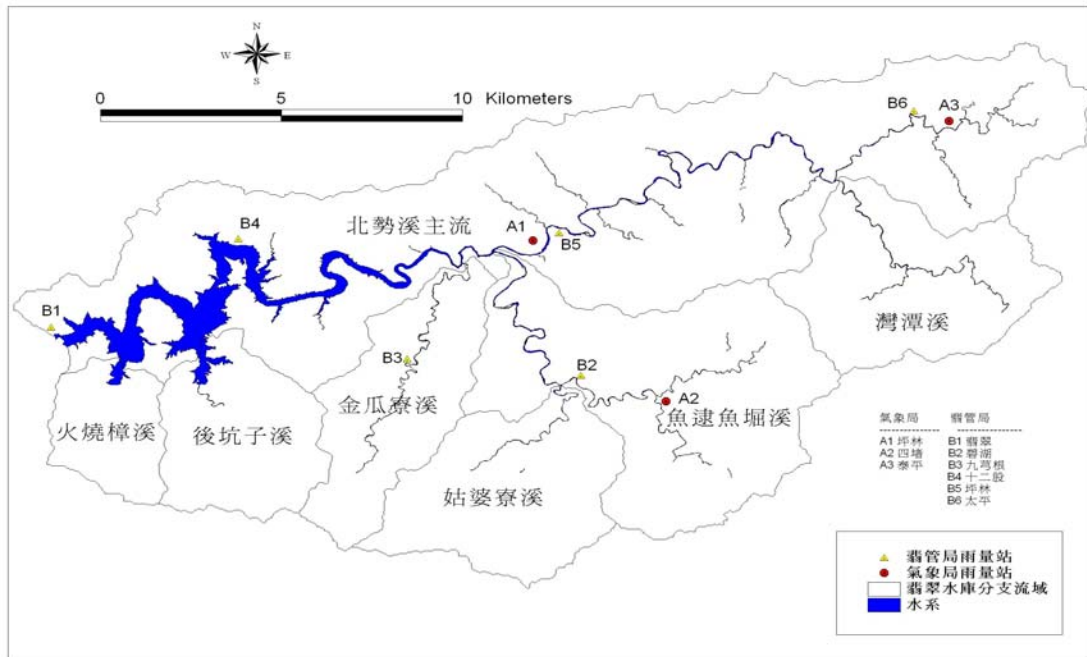 N
W E
S
0 5 10 Kilometers
B6 A3
B4
北勢溪主流
A1
B5
B1
灣潭溪
B3
B2
金瓜寮溪
A2
魚逮魚堀溪
火燒樟溪
後坑子溪
姑婆寮溪
氣象局 翡管局
A1 坪林 B1 翡翠
A2 四堵 B2 碧湖
A3 泰平 B3 九芎根
B4 十二股
B5 坪林
B6 太平
翡管局雨量站
氣象局雨量站
翡翠水庫分支流域
水系